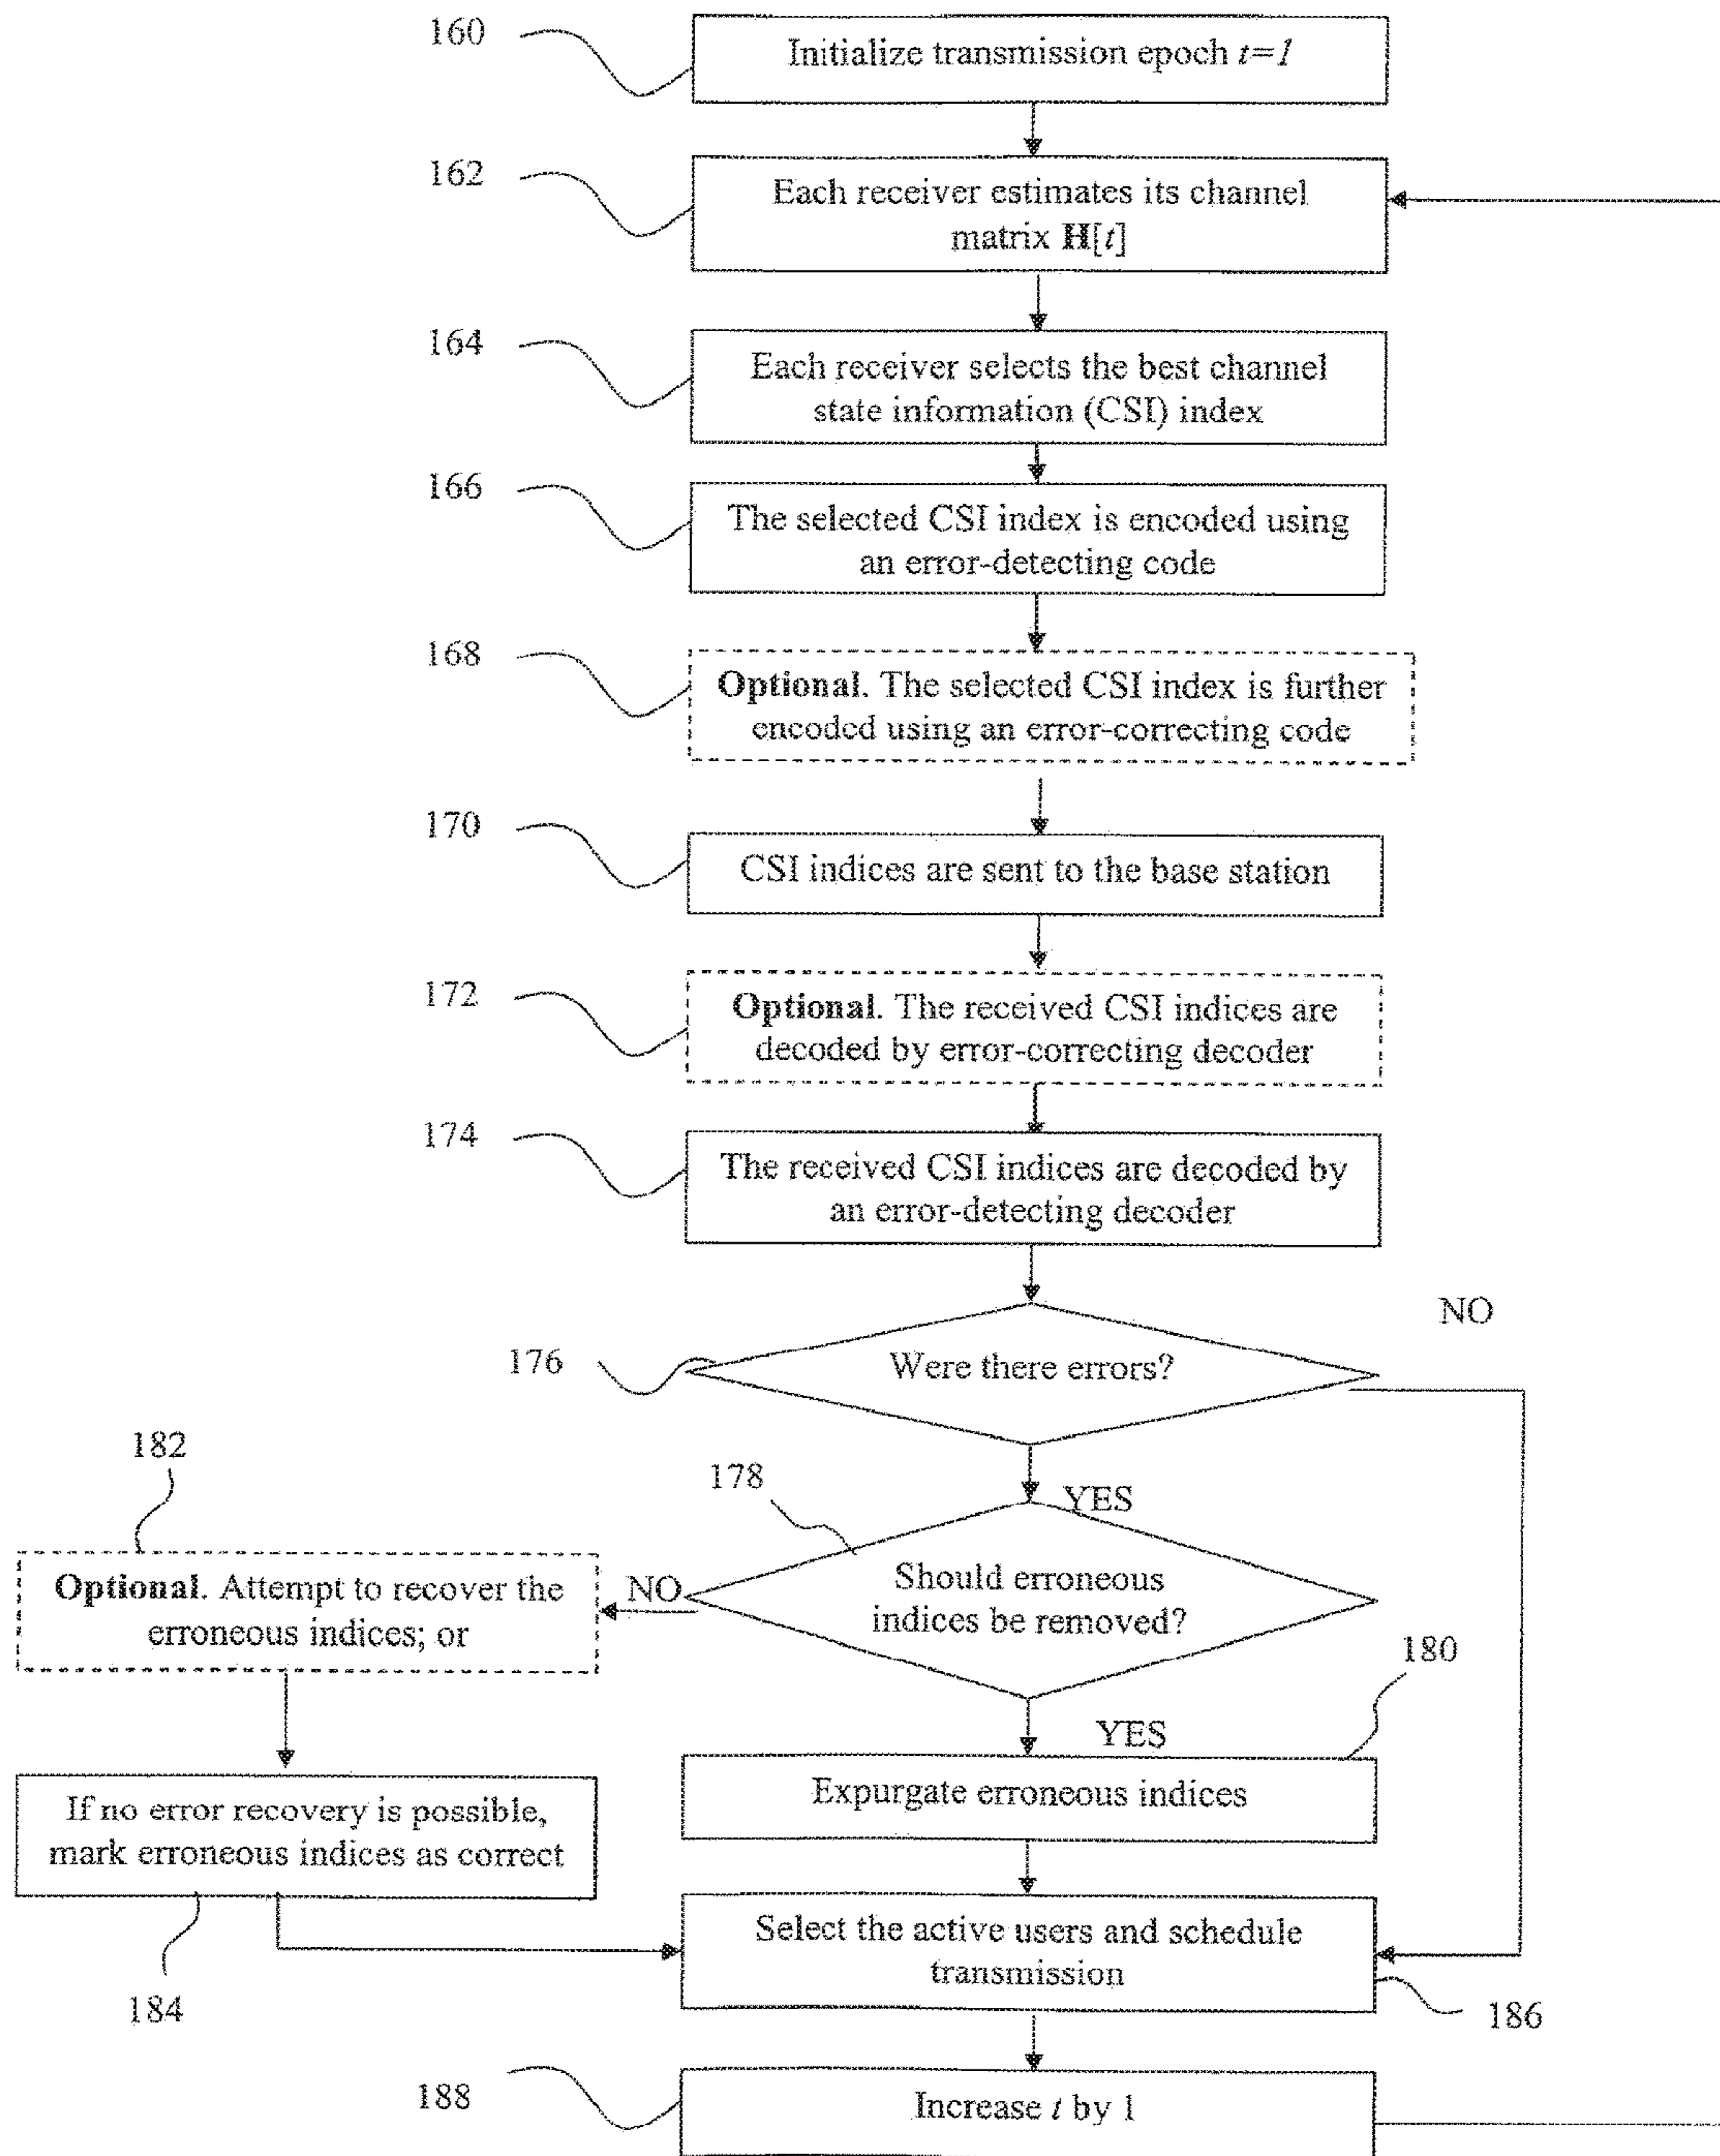 160
Initialize transmission epoch t=1
162
Each receiver estimates its channel
matrix H[t]
164
Each receiver selects the best channel
state information (CSI) index
166
The selected CSI index is encoded using
an error-detecting code
168
Optional. The selected CSI index is further
encoded using an error-correcting code
170
CSI indices are sent to the base station
172
Optional. The received CSI indices are
decoded by error-correcting decoder
174
The received CSI indices are decoded by
an error-detecting decoder
NO
176
Were there errors?
182
178
YES
Optional. Attempt to recover the
erroneous indices; or
NO
Should erroneous
indices be removed?
180
YES
If no error recovery is possible,
mark erroneous indices as correct
Expurgate erroneous indices
184
Select the active users and schedule
transmission
186
188
Increase t by 1